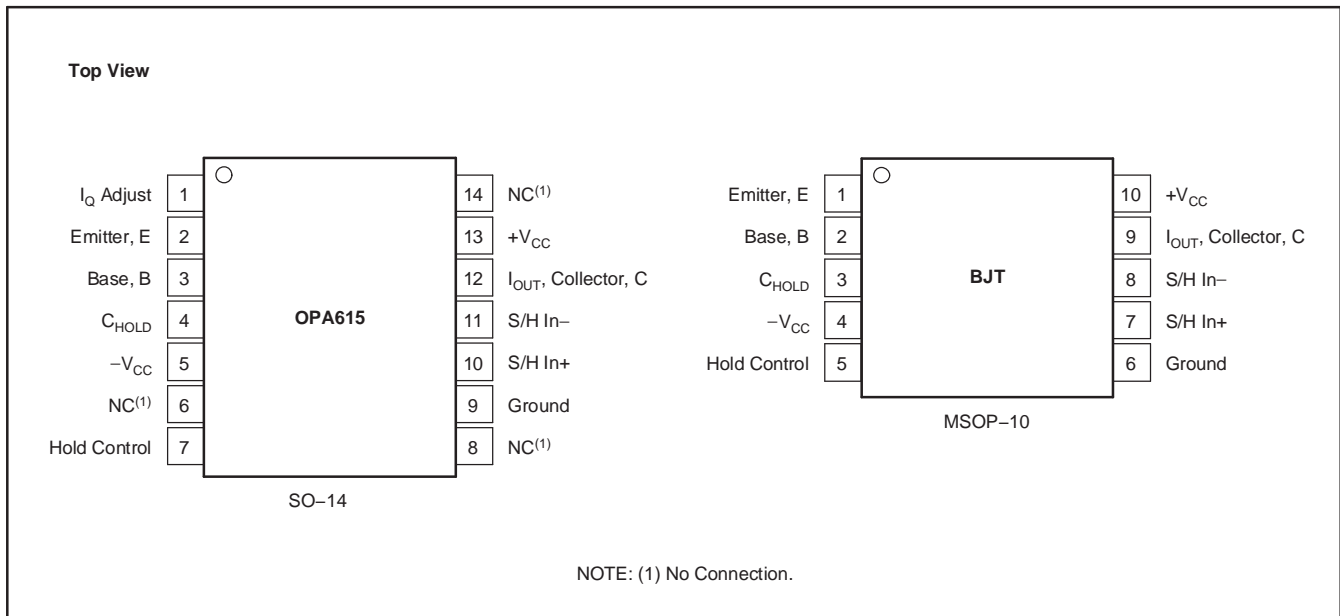 Top View
I_Q Adjust 1
Emitter, E 2
Base, B 3
C_HOLD 4
−V_CC 5
NC(1) 6
Hold Control 7
OPA615
14 NC(1)
13 +V_CC
12 I_OUT, Collector, C
11 S/H In−
10 S/H In+
9 Ground
8 NC(1)
SO−14
Emitter, E 1
Base, B 2
C_HOLD 3
−V_CC 4
Hold Control 5
BJT
10 +V_CC
9 I_OUT, Collector, C
8 S/H In−
7 S/H In+
6 Ground
MSOP−10
NOTE: (1) No Connection.